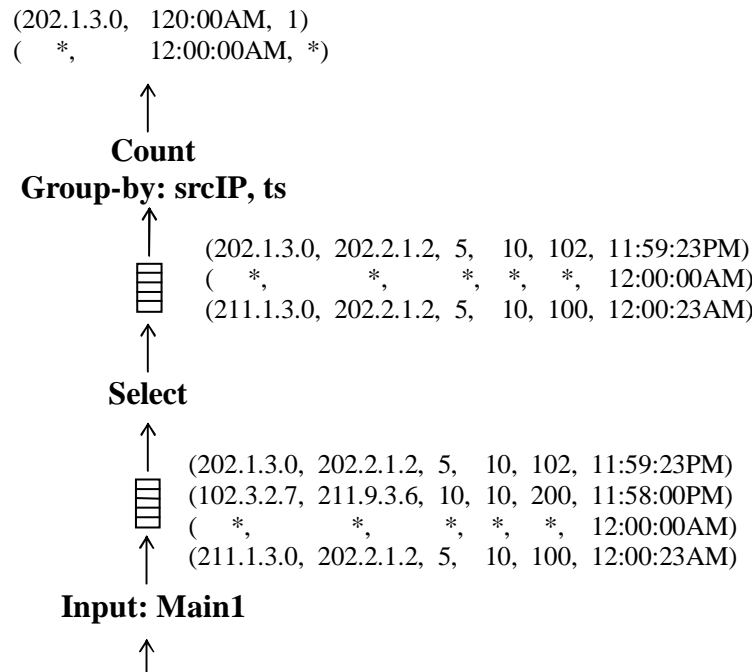 (202.1.3.0, 120:00AM, 1)
( *, 12:00:00AM, *)
Count
Group-by: srcIP, ts
(202.1.3.0, 202.2.1.2, 5, 10, 102, 11:59:23PM)
( *, *, *, *, *, 12:00:00AM)
(211.1.3.0, 202.2.1.2, 5, 10, 100, 12:00:23AM)
Select
(202.1.3.0, 202.2.1.2, 5, 10, 102, 11:59:23PM)
(102.3.2.7, 211.9.3.6, 10, 10, 200, 11:58:00PM)
( *, *, *, *, *, 12:00:00AM)
(211.1.3.0, 202.2.1.2, 5, 10, 100, 12:00:23AM)
Input: Main1